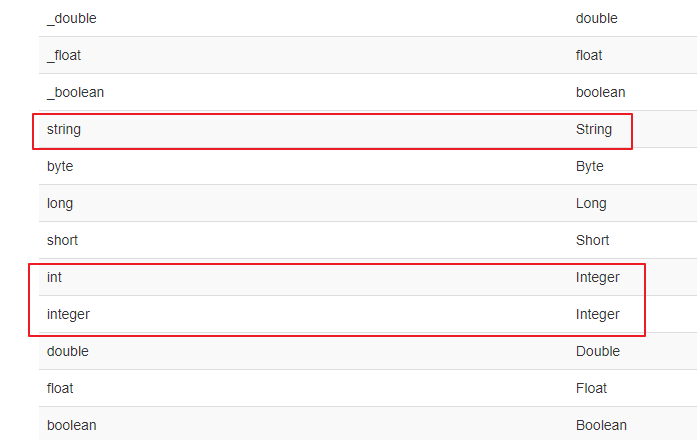 _double double
_float float
_boolean boolean
string String
byte Byte
long Long
short Short
int Integer
integer Integer
double Double
float Float
boolean Boolean